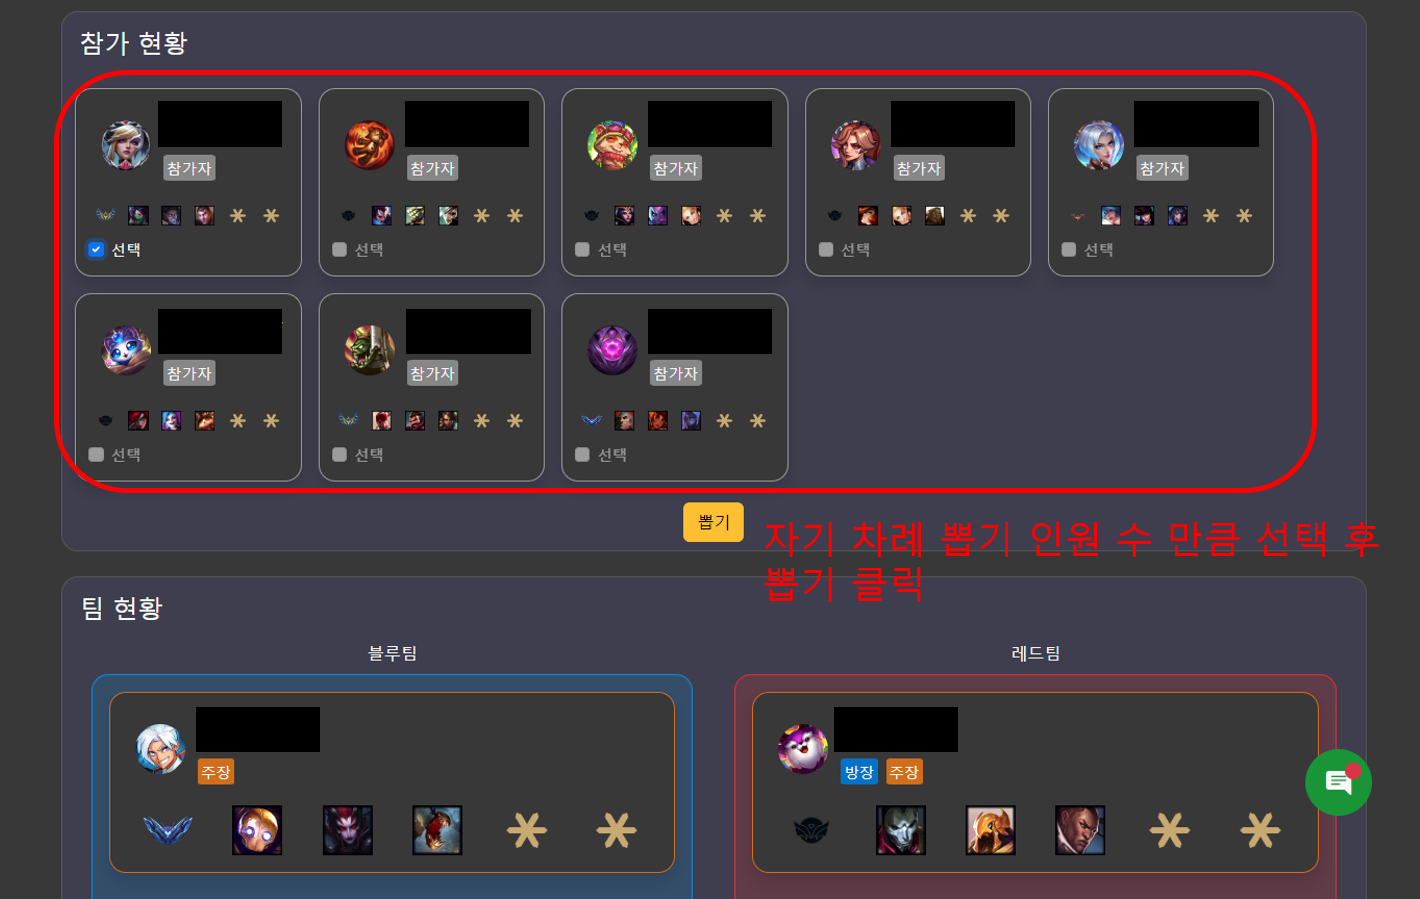 참가 현황
참가자
참가자
참가자
참가자
참가자
선택
선택
선택
선택
선택
참가자
참가자
참가자
선택
선택
선택
뽑기
자기 차례 뽑기 인원 수 만큼 선택 후
뽑기 클릭
팀 현황
블루팀
레드팀
주장
방장 주장